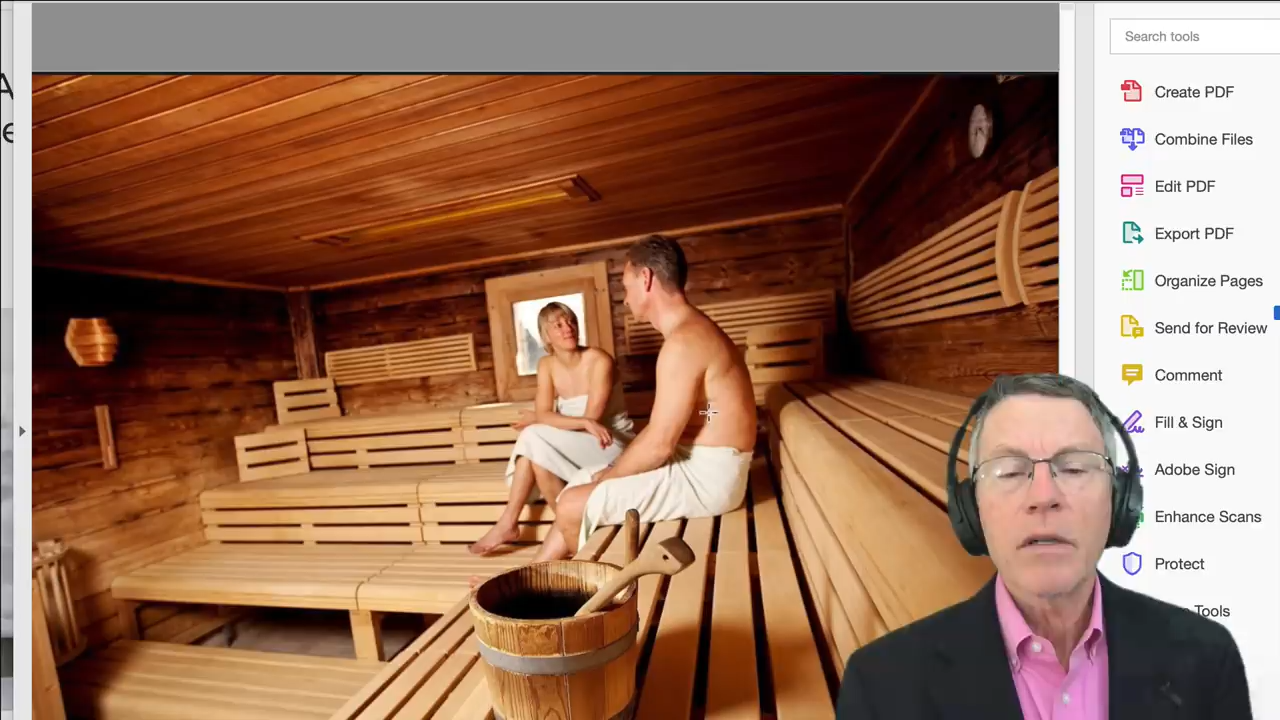 A
e
Search tools
Create PDF
Combine Files
Edit PDF
Export PDF
Organize Pages
Send for Review
Comment
Fill & Sign
Adobe Sign
Enhance Scans
Protect
Tools